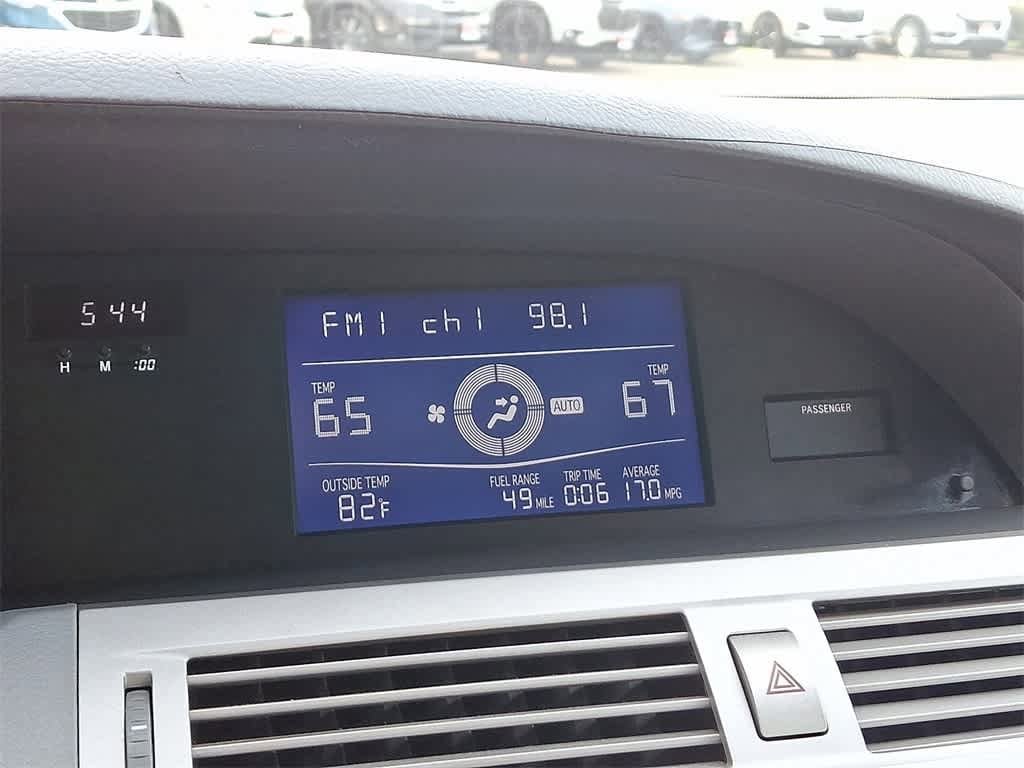 5 44
H M :00
FM1 ch1 98.1
TEMP
65
AUTO
TEMP
67
PASSENGER
OUTSIDE TEMP
82°F
FUEL RANGE
49 MILE
TRIP TIME
0:06
AVERAGE
17.0 MPG